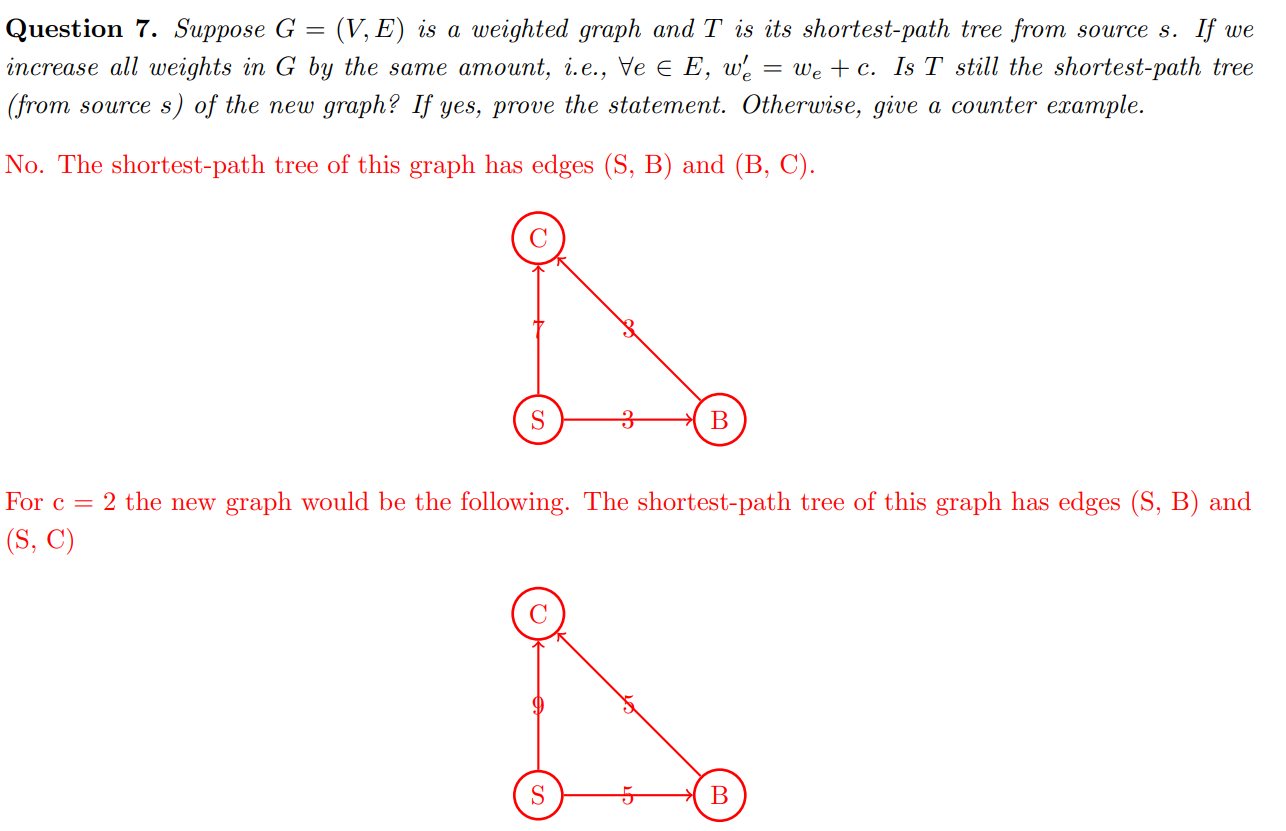 Question 7. Suppose G = (V, E) is a weighted graph and T is its shortest-path tree from source s. If we
increase all weights in G by the same amount, i.e., ∀e ∈ E, w′ₑ = wₑ + c. Is T still the shortest-path tree
(from source s) of the new graph? If yes, prove the statement. Otherwise, give a counter example.
No. The shortest-path tree of this graph has edges (S, B) and (B, C).
C
7
3
S
3
B
For c = 2 the new graph would be the following. The shortest-path tree of this graph has edges (S, B) and
(S, C)
C
9
5
S
5
B